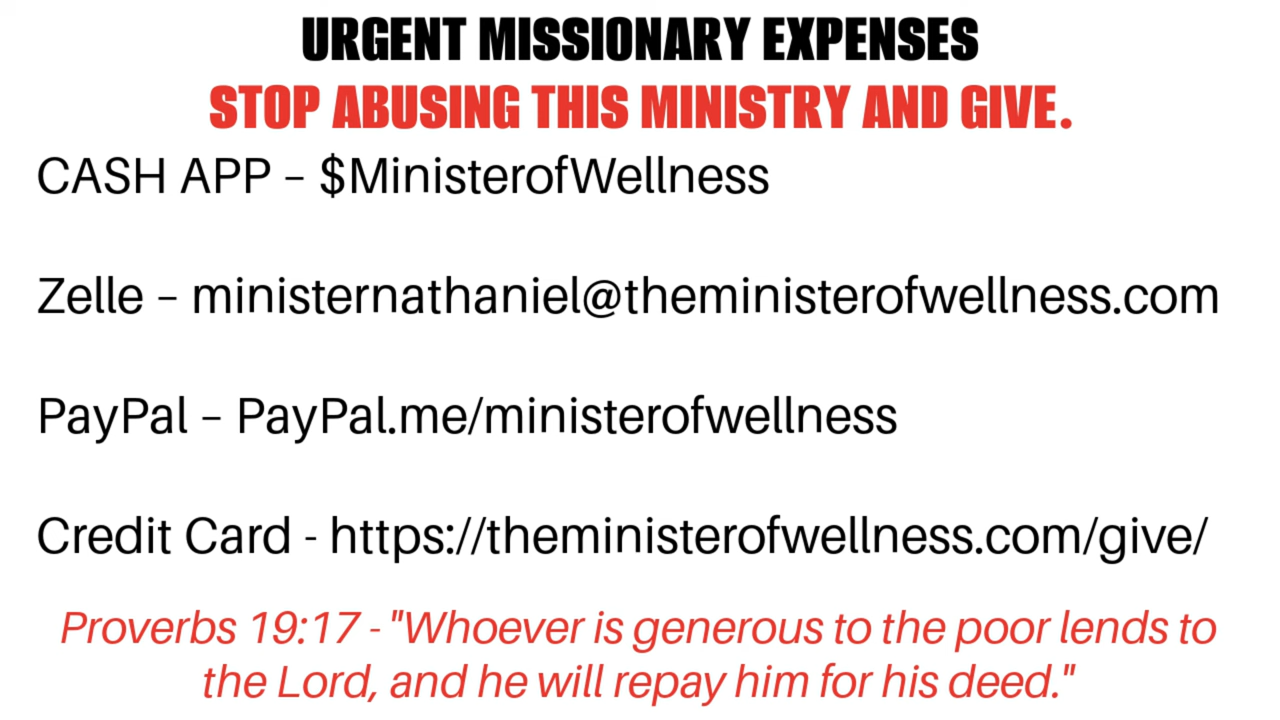 URGENT MISSIONARY EXPENSES
STOP ABUSING THIS MINISTRY AND GIVE.
CASH APP – $MinisterofWellness
Zelle – ministernathaniel@theministerofwellness.com
PayPal – PayPal.me/ministerofwellness
Credit Card - https://theministerofwellness.com/give/
Proverbs 19:17 - "Whoever is generous to the poor lends to
the Lord, and he will repay him for his deed."